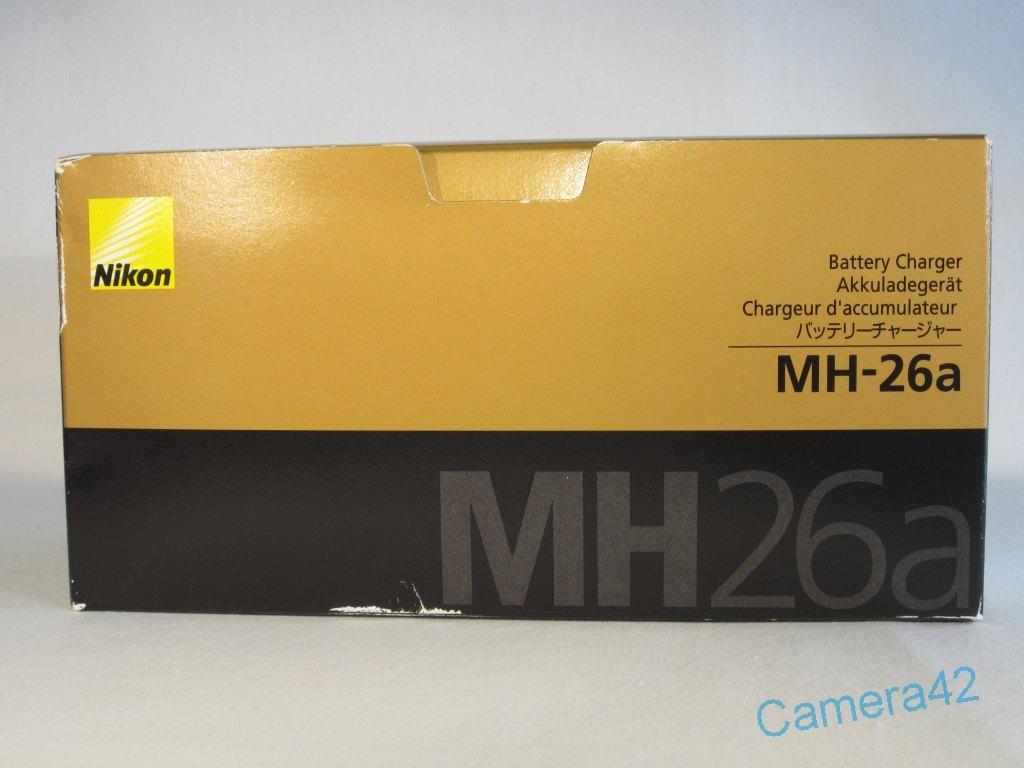 Nikon
Battery Charger
Akkuladegerät
Chargeur d'accumulateur
バッテリーチャージャー
MH-26a
MH26a
Camera42